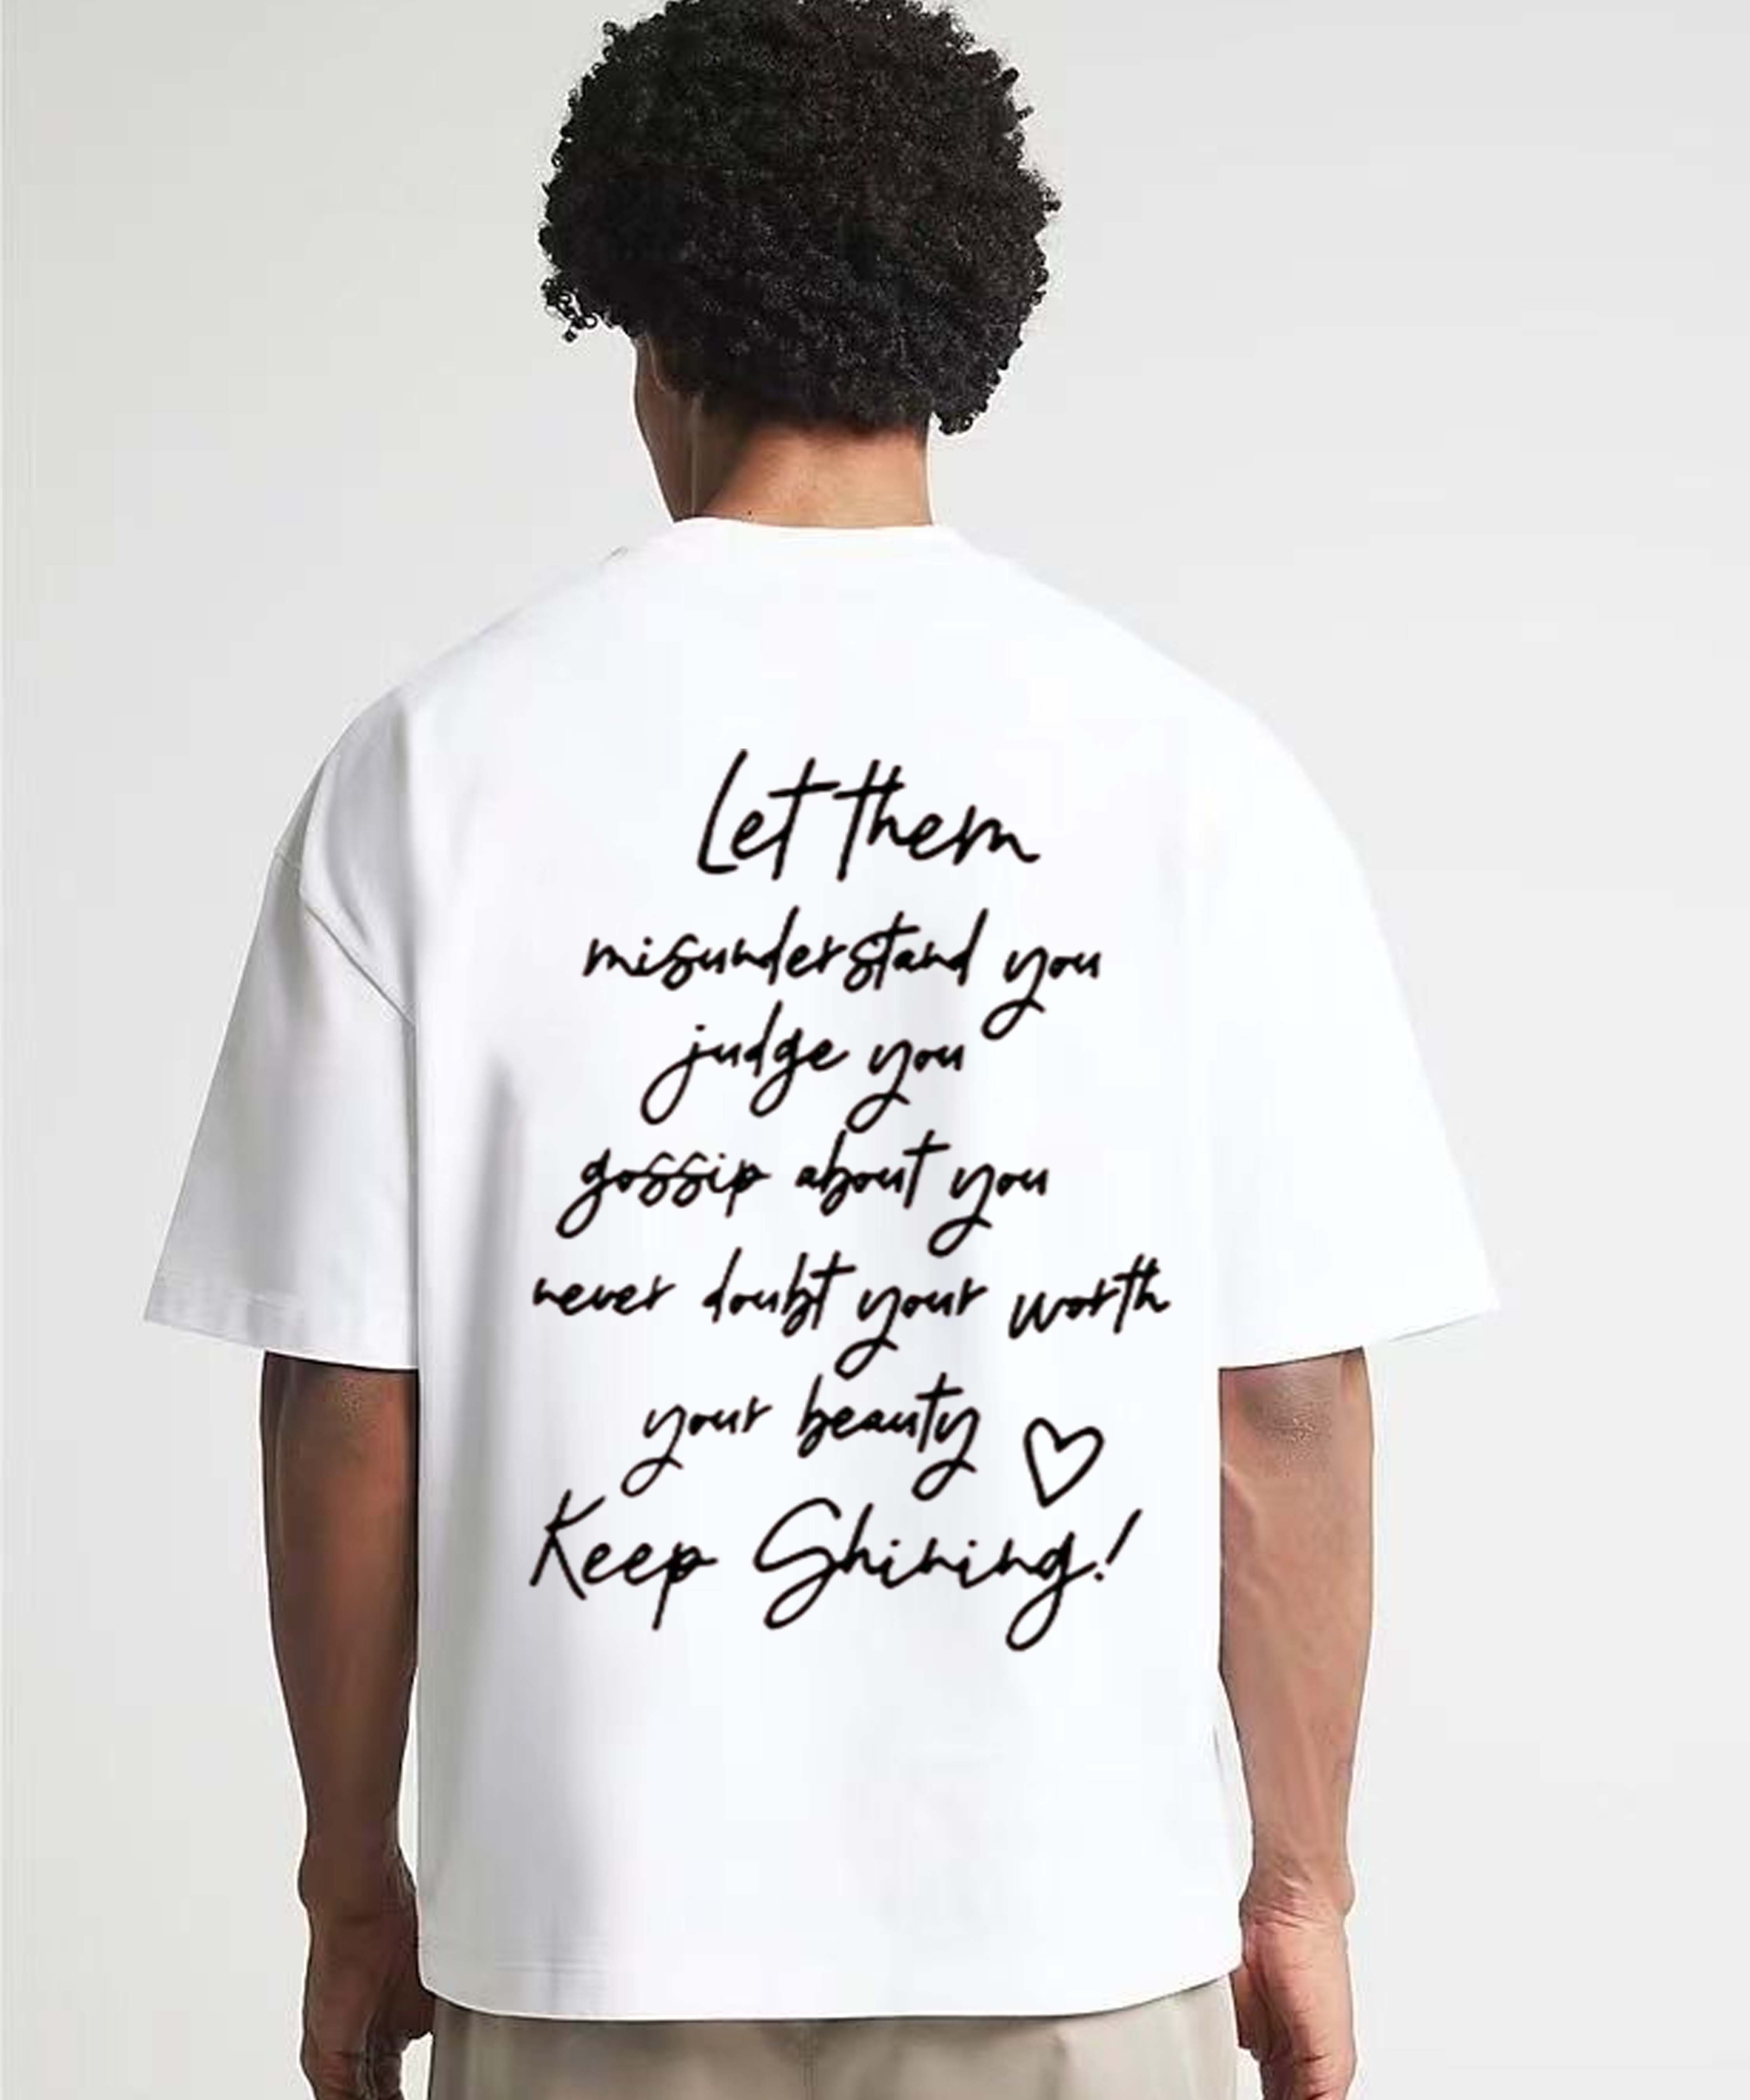 Let them
misunderstand you
judge you
gossip about you
never doubt your worth
your beauty
Keep Shining!